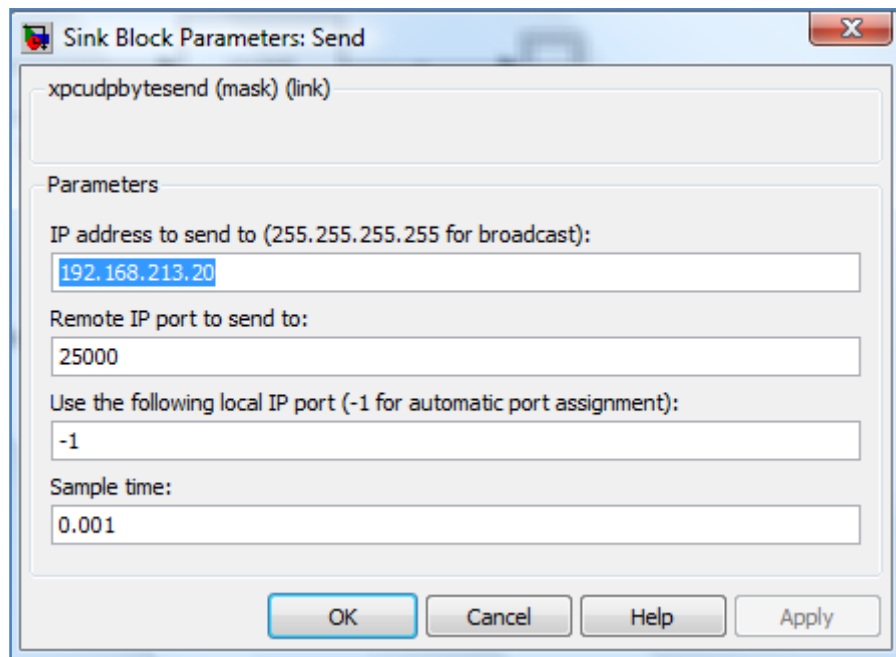 Sink Block Parameters: Send
xpcudpbytesend (mask) (link)
Parameters
IP address to send to (255.255.255.255 for broadcast):
192.168.213.20
Remote IP port to send to:
25000
Use the following local IP port (-1 for automatic port assignment):
-1
Sample time:
0.001
OK Cancel Help Apply